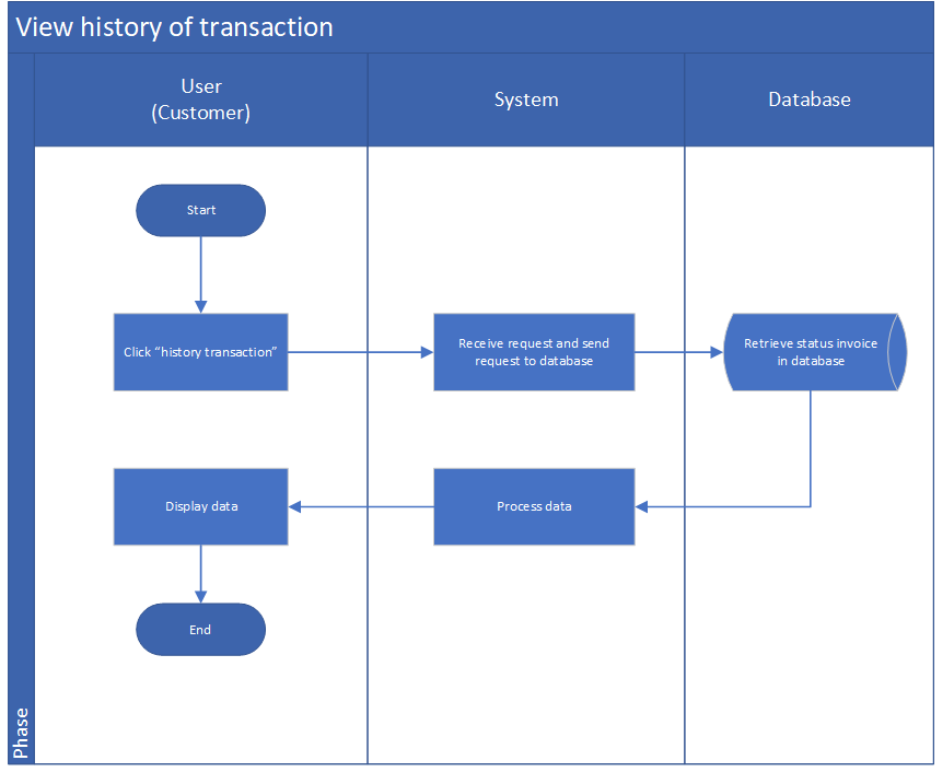 View history of transaction
User
(Customer)
System
Database
Start
Click “history transaction”
Receive request and send
request to database
Retrieve status invoice
in database
Display data
Process data
End
Phase